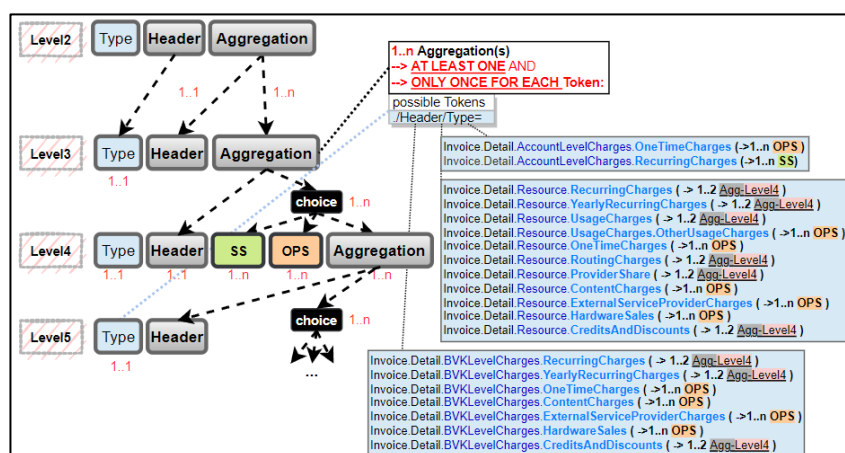 Level2
Type
Header
Aggregation
1..1
1..n
1..n Aggregation(s)
--> AT LEAST ONE AND
--> ONLY ONCE FOR EACH Token:
possible Tokens
./Header/Type=
Level3
Type
Header
Aggregation
1..1
Invoice.Detail.AccountLevelCharges.OneTimeCharges (->1..n OPS )
Invoice.Detail.AccountLevelCharges.RecurringCharges (->1..n SS)
choice
1..n
Invoice.Detail.Resource.RecurringCharges ( -> 1..2 Agg-Level4 )
Invoice.Detail.Resource.YearlyRecurringCharges ( -> 1..2 Agg-Level4 )
Invoice.Detail.Resource.UsageCharges ( -> 1..2 Agg-Level4 )
Invoice.Detail.Resource.UsageCharges.OtherUsageCharges ( ->1..n OPS )
Invoice.Detail.Resource.OneTimeCharges ( ->1..n OPS )
Invoice.Detail.Resource.RoutingCharges ( -> 1..2 Agg-Level4 )
Invoice.Detail.Resource.ProviderShare ( -> 1..2 Agg-Level4 )
Invoice.Detail.Resource.ContentCharges ( ->1..n OPS )
Invoice.Detail.Resource.ExternalServiceProviderCharges ( ->1..n OPS )
Invoice.Detail.Resource.HardwareSales ( ->1..n OPS )
Invoice.Detail.Resource.CreditsAndDiscounts ( -> 1..2 Agg-Level4 )
Level4
Type
Header
SS
OPS
Aggregation
1..1
1..1
1..n
1..n
1..n
Level5
Type
Header
choice
1..n
1..1
...
Invoice.Detail.BVKLevelCharges.RecurringCharges ( -> 1..2 Agg-Level4 )
Invoice.Detail.BVKLevelCharges.YearlyRecurringCharges ( -> 1..2 Agg-Level4 )
Invoice.Detail.BVKLevelCharges.OneTimeCharges ( ->1..n OPS )
Invoice.Detail.BVKLevelCharges.ContentCharges ( ->1..n OPS )
Invoice.Detail.BVKLevelCharges.ExternalServiceProviderCharges ( ->1..n OPS )
Invoice.Detail.BVKLevelCharges.HardwareSales ( ->1..n OPS )
Invoice.Detail.BVKLevelCharges.CreditsAndDiscounts ( -> 1..2 Agg-Level4 )